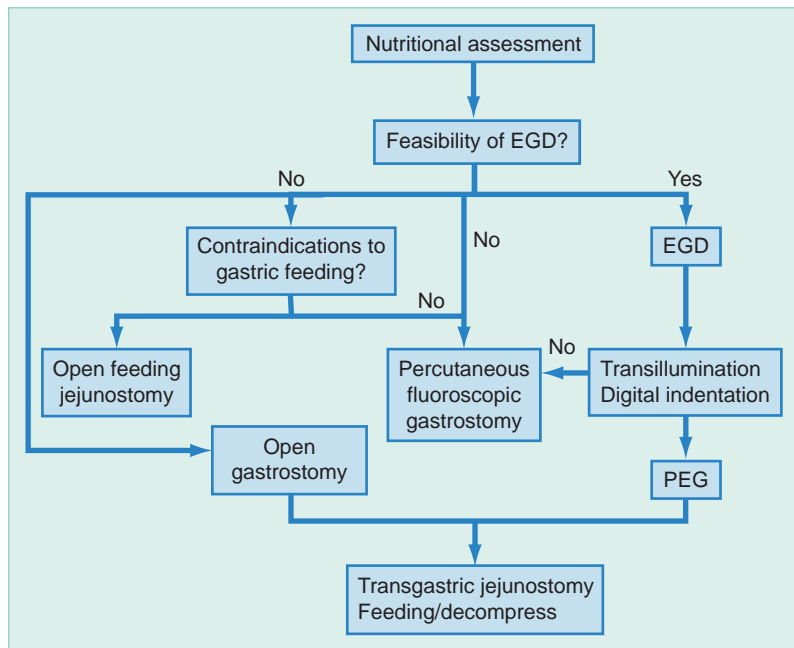 Nutritional assessment
Feasibility of EGD?
No
Yes
Contraindications to
gastric feeding?
No
EGD
No
Open feeding
jejunostomy
Percutaneous
fluoroscopic
gastrostomy
No
Transillumination
Digital indentation
Open
gastrostomy
PEG
Transgastric jejunostomy
Feeding/decompress